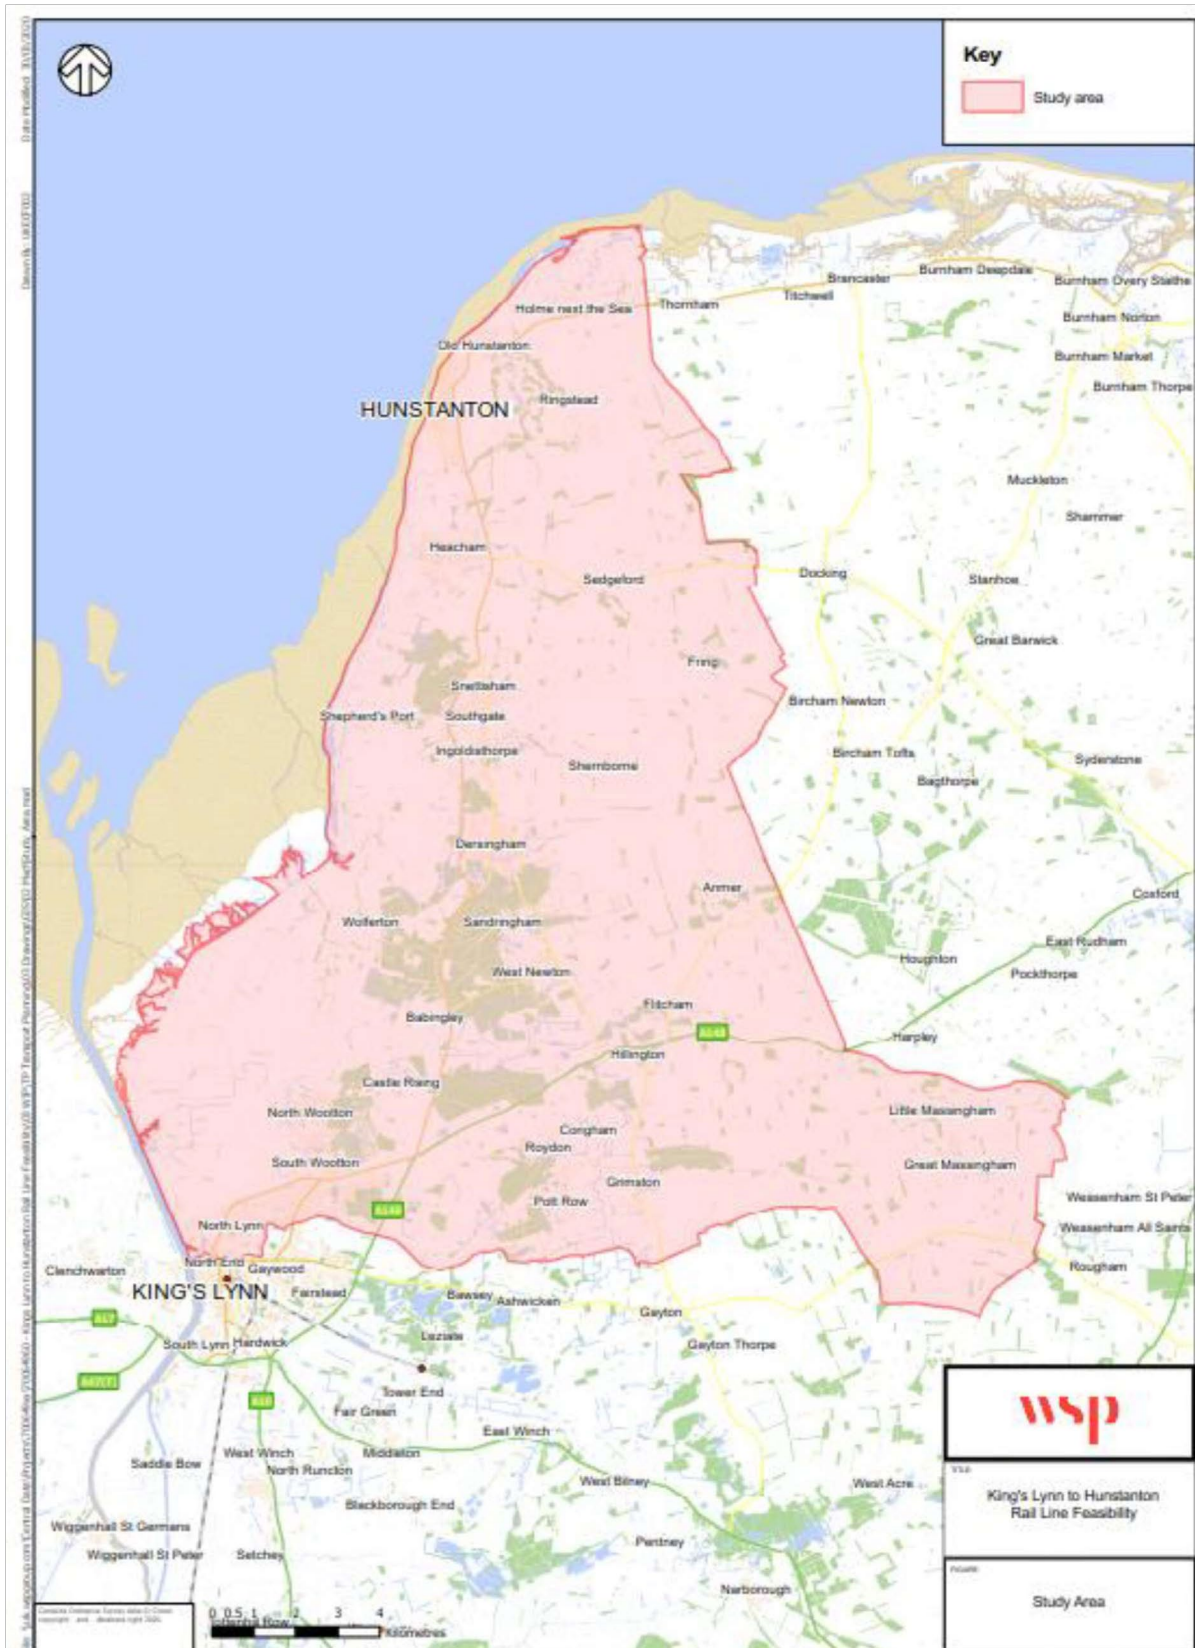 Key
Study area
Burnham Deepdale
Brancaster
Burnham Overy Staithe
Titchwell
Thornham
Holme next the Sea
Burnham Norton
Old Hunstanton
Burnham Market
Burnham Thorpe
Ringstead
HUNSTANTON
Muckleton
Shammer
Heacham
Docking
Sedgeford
Stanhoe
Great Barwick
Fring
Snettisham
Bircham Newton
Shepherd's Port
Southgate
Ingoldisthorpe
Bircham Tofts
Syderstone
Shernborne
Bagthorpe
Dersingham
Anmer
Coxford
Wolferton
Sandringham
East Rudham
Houghton
West Newton
Pockthorpe
Flitcham
Babingley
A148
Harpley
Hillington
Castle Rising
North Wootton
Little Massingham
Congham
Roydon
South Wootton
Great Massingham
Grimston
Pott Row
Weasenham St Peter
A149
North Lynn
Weasenham All Saints
North End
Gaywood
Clenchwarton
Rougham
KING'S LYNN
Fairstead
Bawsey
Ashwicken
Gayton
A17
Leziate
South Lynn
Hardwick
Gayton Thorpe
A47(T)
Tower End
A10
Fair Green
East Winch
West Winch
Middleton
Saddle Bow
North Runcton
West Bilney
West Acre
Blackborough End
Wiggenhall St Germans
Pentney
Wiggenhall St Peter
Setchey
Narborough
wsp
TITLE
King's Lynn to Hunstanton
Rail Line Feasibility
FIGURE
Study Area
0 0.5 1 2 3 4
Kilometres
Tottenhill Row